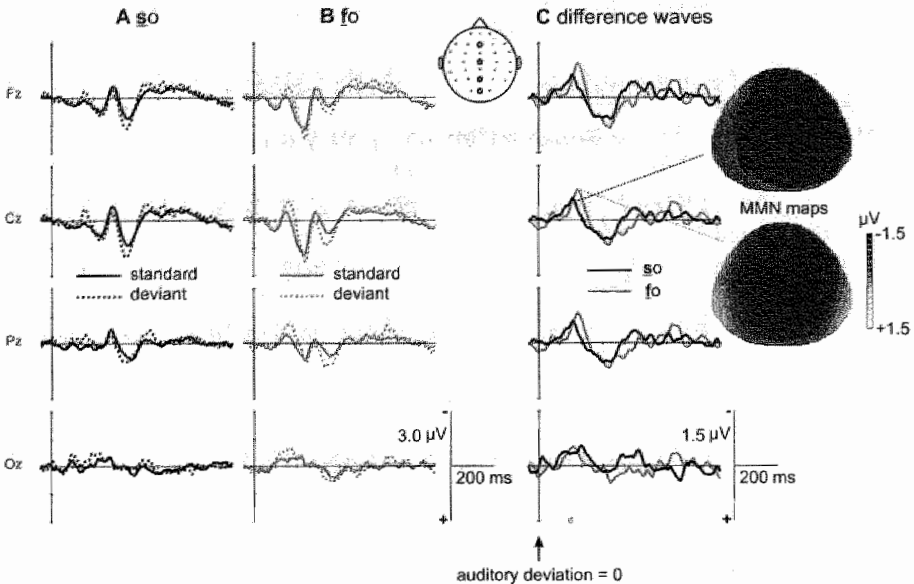 A so
B fo
C difference waves
Fz
Cz
MMN maps
µV
-1.5
+1.5
standard
deviant
standard
deviant
so
fo
Pz
Oz
-
3.0 µV
200 ms
+
-
1.5 µV
200 ms
+
auditory deviation = 0